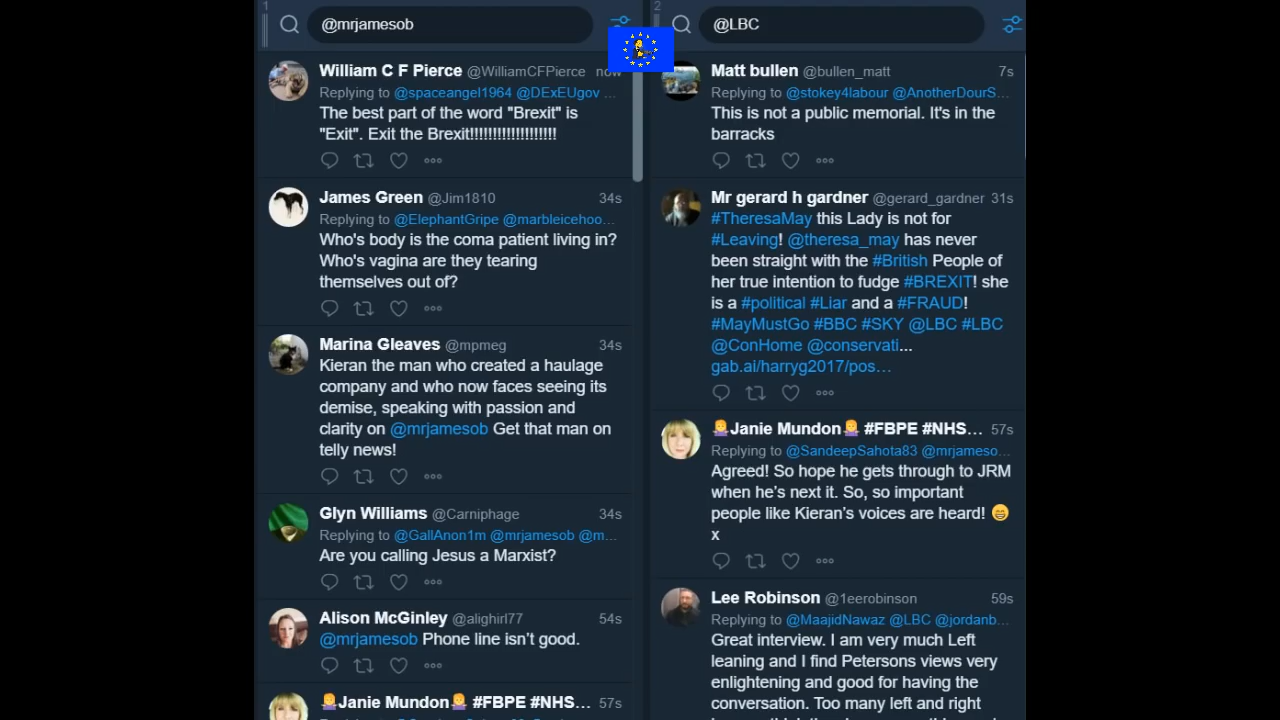 1
@mrjamesob
William C F Pierce @WilliamCFPierce now
Replying to @spaceangel1964 @DExEUgov ...
The best part of the word "Brexit" is
"Exit". Exit the Brexit!!!!!!!!!!!!!!!!!!!
James Green @Jim1810 34s
Replying to @ElephantGripe @marbleicehoo...
Who's body is the coma patient living in?
Who's vagina are they tearing
themselves out of?
Marina Gleaves @mpmeg 34s
Kieran the man who created a haulage
company and who now faces seeing its
demise, speaking with passion and
clarity on @mrjamesob Get that man on
telly news!
Glyn Williams @Carniphage 34s
Replying to @GallAnon1m @mrjamesob @m...
Are you calling Jesus a Marxist?
Alison McGinley @alighirl77 54s
@mrjamesob Phone line isn't good.
Janie Mundon #FBPE #NHS... 57s
2
@LBC
Matt bullen @bullen_matt 7s
Replying to @stokey4labour @AnotherDourS...
This is not a public memorial. It's in the
barracks
Mr gerard h gardner @gerard_gardner 31s
#TheresaMay this Lady is not for
#Leaving! @theresa_may has never
been straight with the #British People of
her true intention to fudge #BREXIT! she
is a #political #Liar and a #FRAUD!
#MayMustGo #BBC #SKY @LBC #LBC
@ConHome @conservati...
gab.ai/harryg2017/pos...
Janie Mundon #FBPE #NHS... 57s
Replying to @SandeepSahota83 @mrjameso...
Agreed! So hope he gets through to JRM
when he's next it. So, so important
people like Kieran's voices are heard!
x
Lee Robinson @1eerobinson 59s
Replying to @MaajidNawaz @LBC @jordanb...
Great interview. I am very much Left
leaning and I find Petersons views very
enlightening and good for having the
conversation. Too many left and right